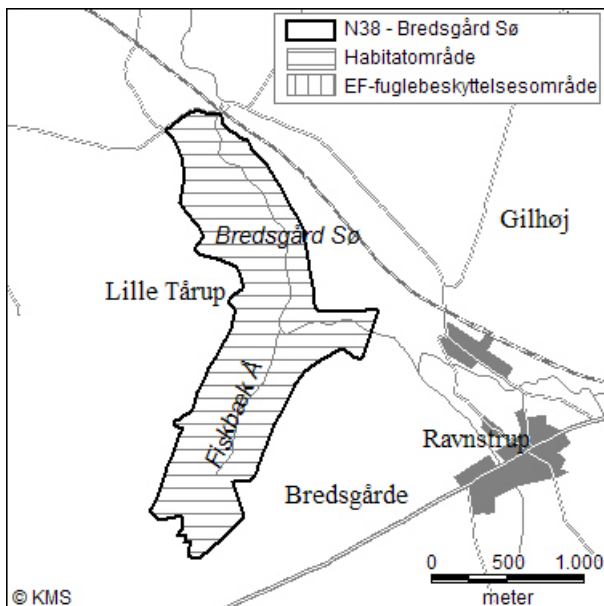 N38 - Bredsgård Sø
Habitatområde
EF-fuglebeskyttelsesområde
Gilhøj
Bredsgård Sø
Lille Tårup
Fiskbæk Å
Ravnstrup
Bredsgårde
0 500 1.000
meter
© KMS